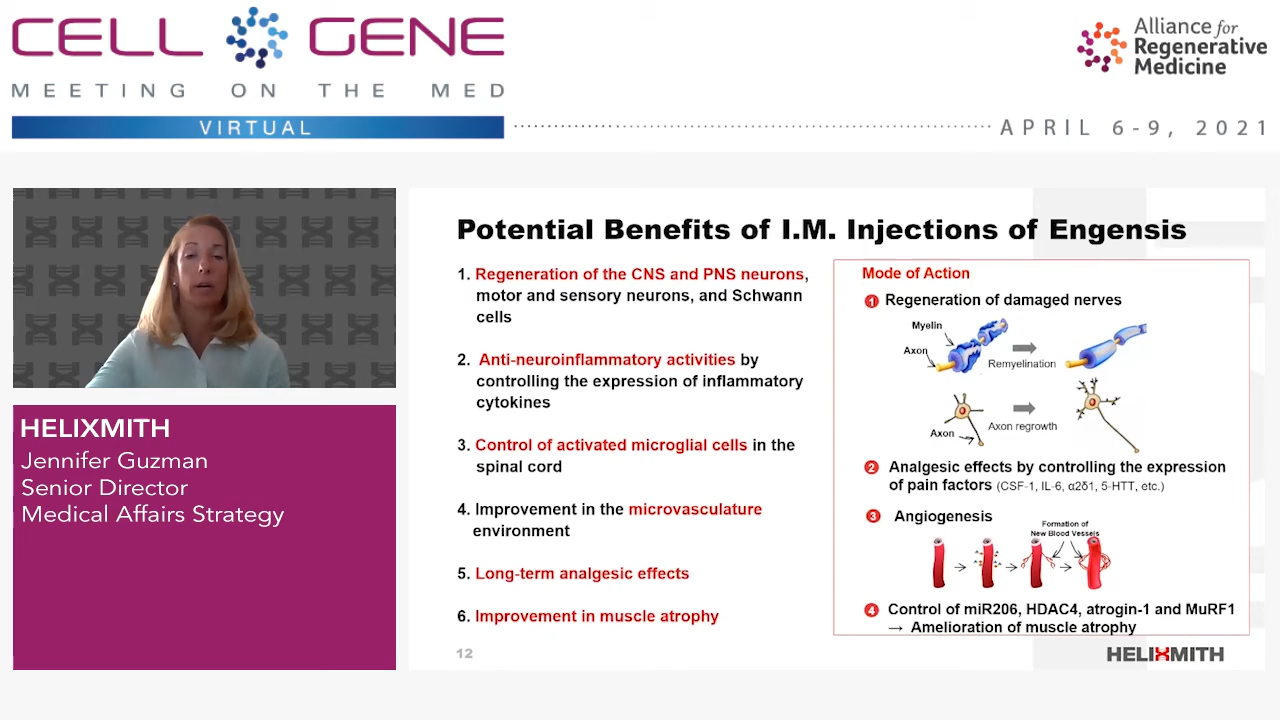 CELL GENE
MEETING ON THE MED
VIRTUAL
Alliance for
Regenerative
Medicine
APRIL 6-9, 2021
HELIXMITH
Jennifer Guzman
Senior Director
Medical Affairs Strategy
Potential Benefits of I.M. Injections of Engensis
1. Regeneration of the CNS and PNS neurons,
motor and sensory neurons, and Schwann
cells
2. Anti-neuroinflammatory activities by
controlling the expression of inflammatory
cytokines
3. Control of activated microglial cells in the
spinal cord
4. Improvement in the microvasculature
environment
5. Long-term analgesic effects
6. Improvement in muscle atrophy
12
Mode of Action
1 Regeneration of damaged nerves
Myelin
Axon
Remyelination
Axon
Axon regrowth
2 Analgesic effects by controlling the expression
of pain factors (CSF-1, IL-6, α2δ1, 5-HTT, etc.)
3 Angiogenesis
Formation of
New Blood Vessels
4 Control of miR206, HDAC4, atrogin-1 and MuRF1
→ Amelioration of muscle atrophy
HELIXMITH